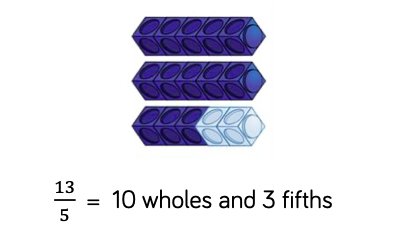 13/5 = 10 wholes and 3 fifths